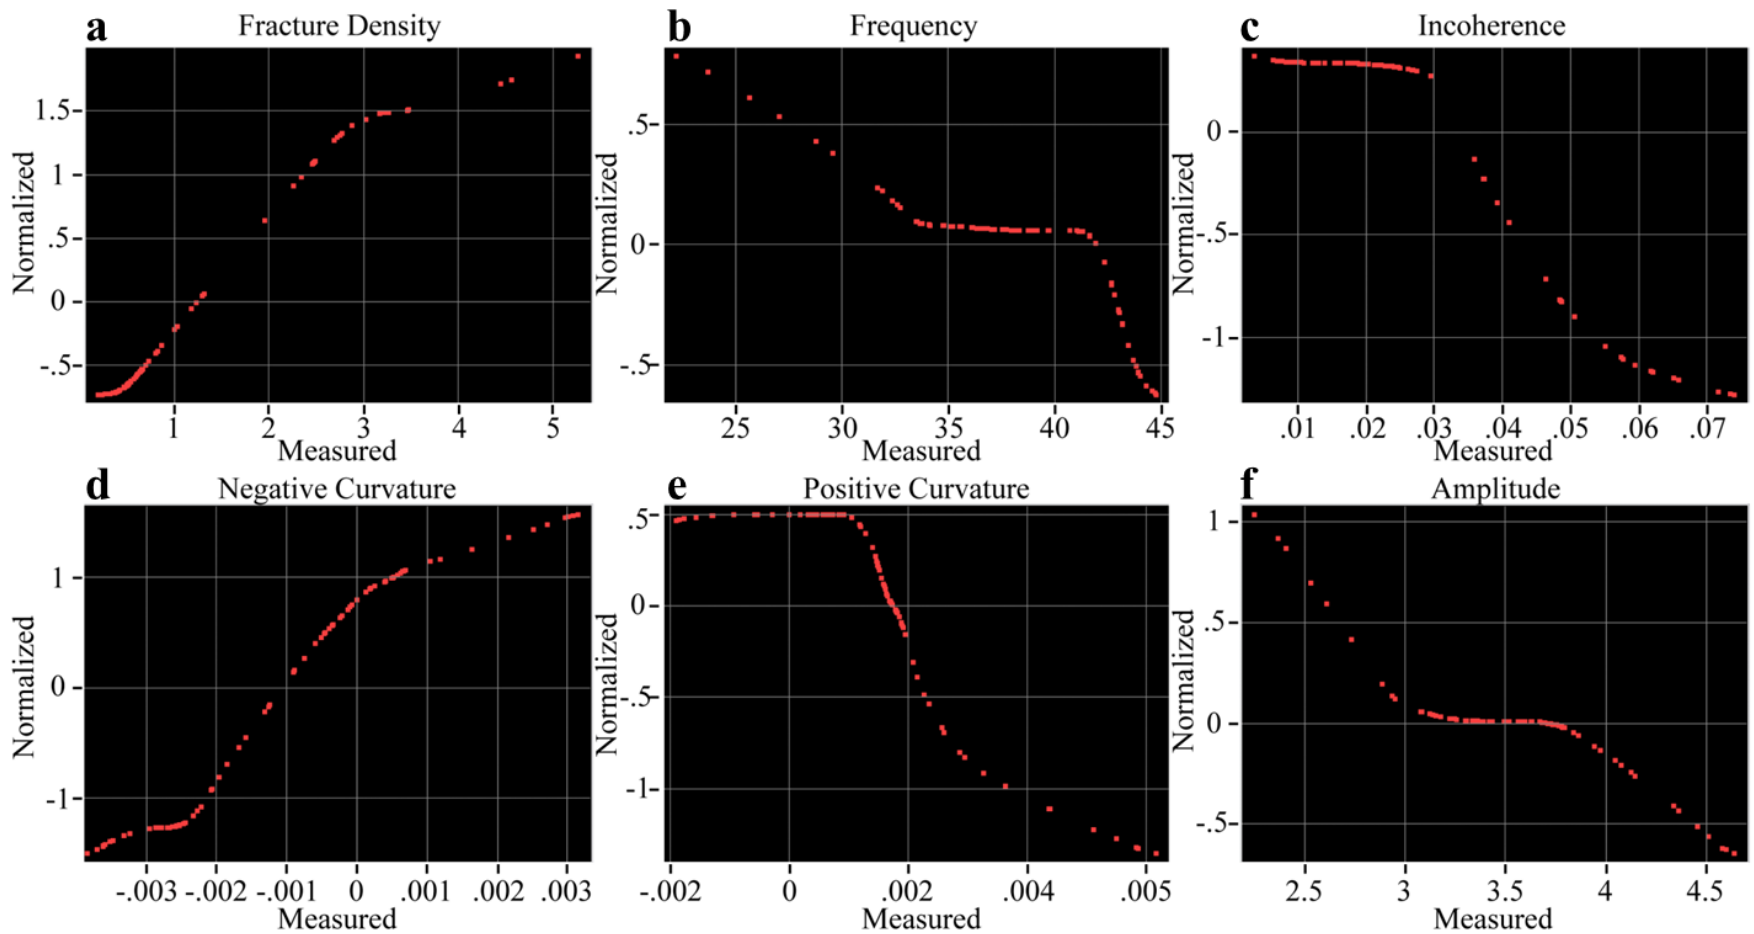 a Fracture Density
Normalized
1.5
1
.5
0
-.5
1 2 3 4 5
Measured
b Frequency
Normalized
.5
0
-.5
25 30 35 40 45
Measured
c Incoherence
Normalized
0
-.5
-1
.01 .02 .03 .04 .05 .06 .07
Measured
d Negative Curvature
Normalized
1
0
-1
-.003 -.002 -.001 0 .001 .002 .003
Measured
e Positive Curvature
Normalized
.5
0
-.5
-1
-.002 0 .002 .004 .005
Measured
f Amplitude
Normalized
1
.5
0
-.5
2.5 3 3.5 4 4.5
Measured